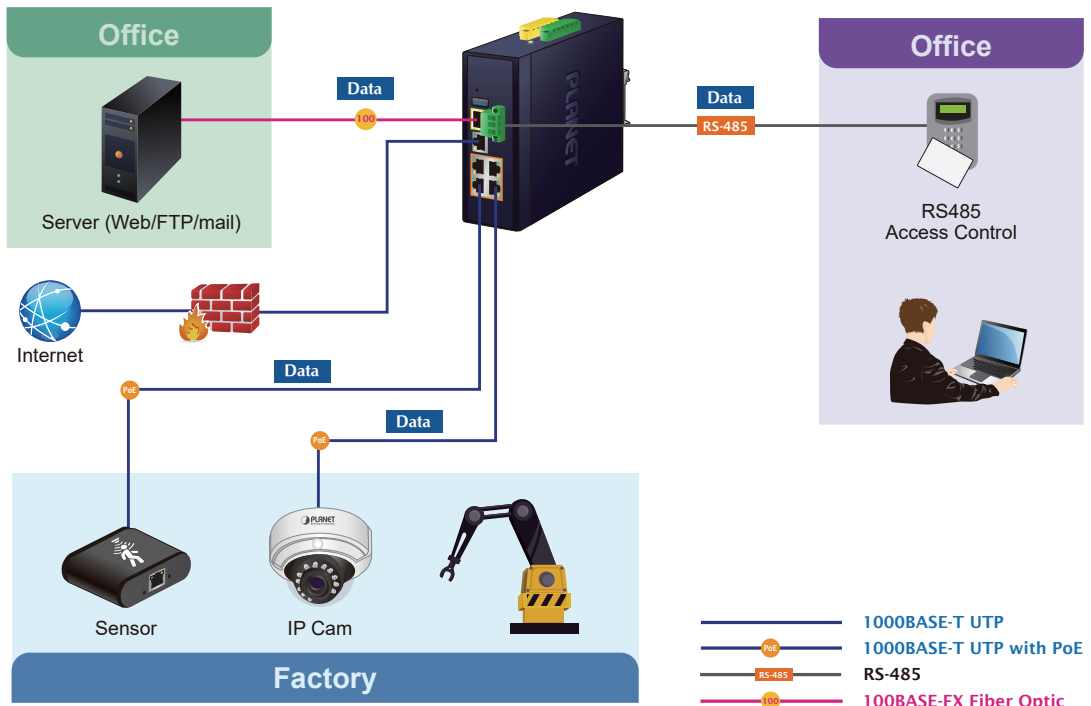 Office
Office
Data
100
Data
RS-485
PLANET
Server (Web/FTP/mail)
RS485
Access Control
Internet
Data
PoE
Data
PoE
PLANET
Sensor
IP Cam
Factory
1000BASE-T UTP
PoE
1000BASE-T UTP with PoE
RS-485
RS-485
100
100BASE-FX Fiber Optic